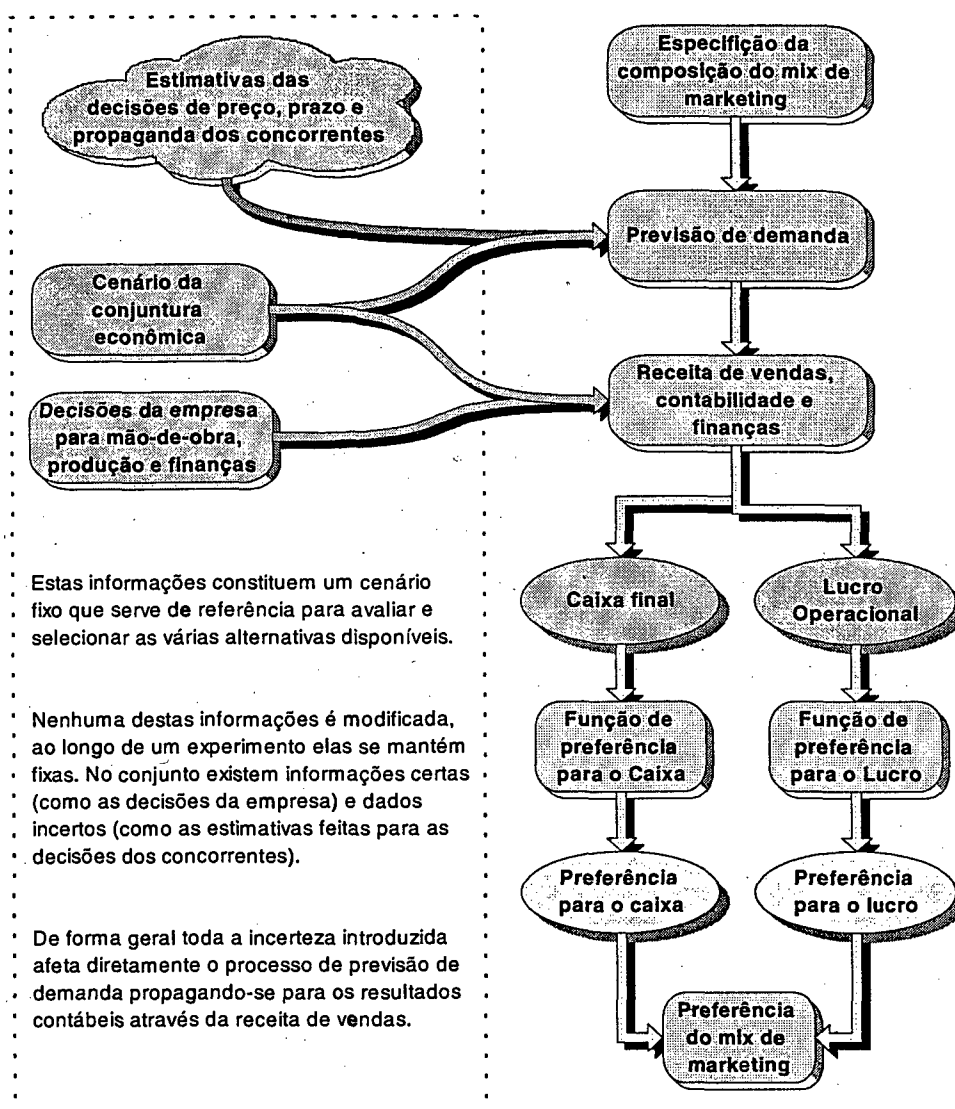 Estimativas das
decisões de preço, prazo e
propaganda dos concorrentes
Especifição da
composição do mix de
marketing
Previsão de demanda
Cenário da
conjuntura
econômica
Receita de vendas,
contabilidade e
finanças
Decisões da empresa
para mão-de-obra,
produção e finanças
Estas informações constituem um cenário
fixo que serve de referência para avaliar e
selecionar as várias alternativas disponíveis.
Nenhuma destas informações é modificada,
ao longo de um experimento elas se mantém
fixas. No conjunto existem informações certas
(como as decisões da empresa) e dados
incertos (como as estimativas feitas para as
decisões dos concorrentes).
De forma geral toda a incerteza introduzida
afeta diretamente o processo de previsão de
demanda propagando-se para os resultados
contábeis através da receita de vendas.
Caixa final
Lucro
Operacional
Função de
preferência
para o Caixa
Função de
preferência
para o Lucro
Preferência
para o caixa
Preferência
para o lucro
Preferência
do mix de
marketing